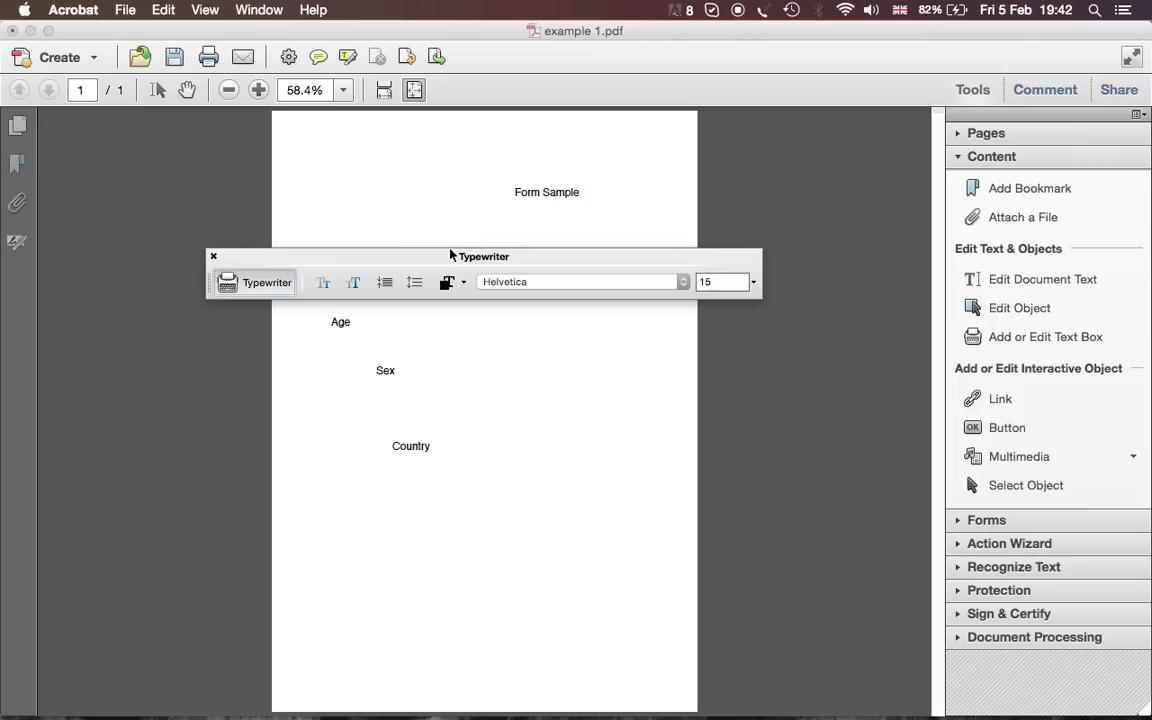 Acrobat File Edit View Window Help 8 82% Fri 5 Feb 19:42
example 1.pdf
Create
1 / 1 58.4% Tools Comment Share
Pages
Content
Add Bookmark
Attach a File
Edit Text & Objects
Edit Document Text
Edit Object
Add or Edit Text Box
Add or Edit Interactive Object
Link
OK Button
Multimedia
Select Object
Forms
Action Wizard
Recognize Text
Protection
Sign & Certify
Document Processing
Form Sample
Typewriter
Typewriter Tr TT T Helvetica 15
Age
Sex
Country